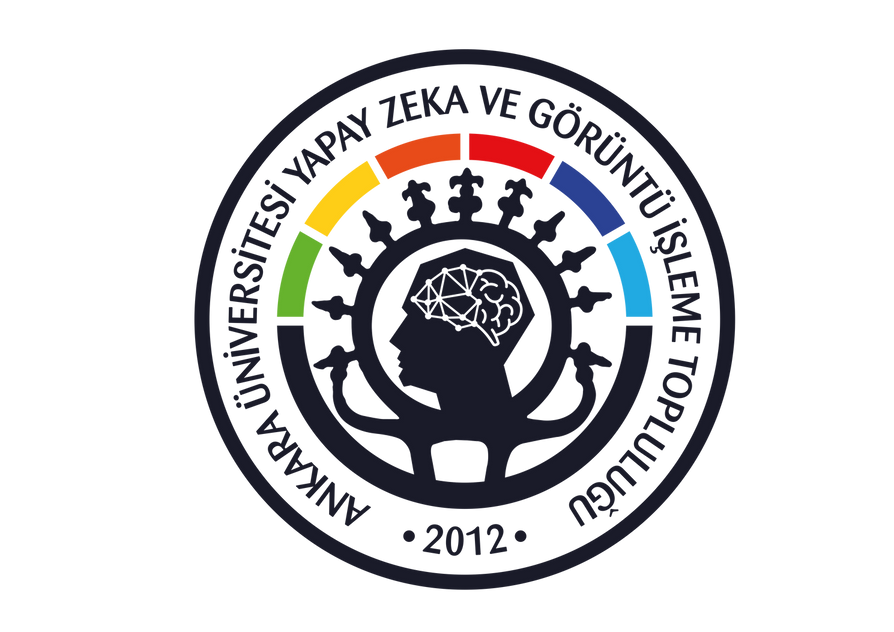 ANKARA ÜNİVERSİTESİ YAPAY ZEKA VE GÖRÜNTÜ İŞLEME TOPLULUĞU
• 2012 •